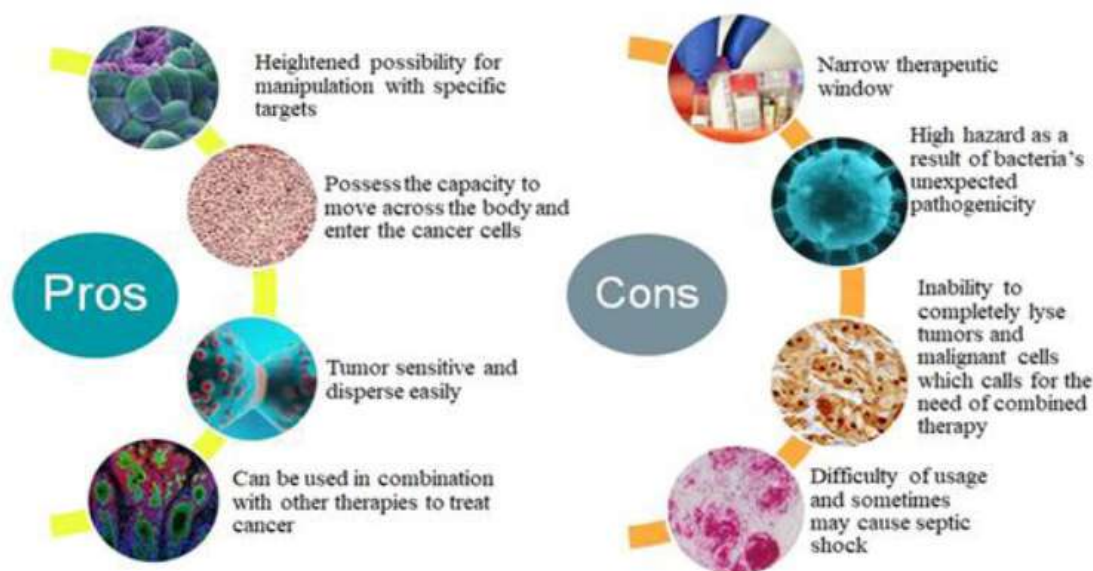 Heightened possibility for
manipulation with specific
targets
Possess the capacity to
move across the body and
enter the cancer cells
Pros
Tumor sensitive and
disperse easily
Can be used in combination
with other therapies to treat
cancer
Narrow therapeutic
window
High hazard as a
result of bacteria's
unexpected
pathogenicity
Cons
Inability to
completely lyse
tumors and
malignant cells
which calls for the
need of combined
therapy
Difficulty of usage
and sometimes
may cause septic
shock